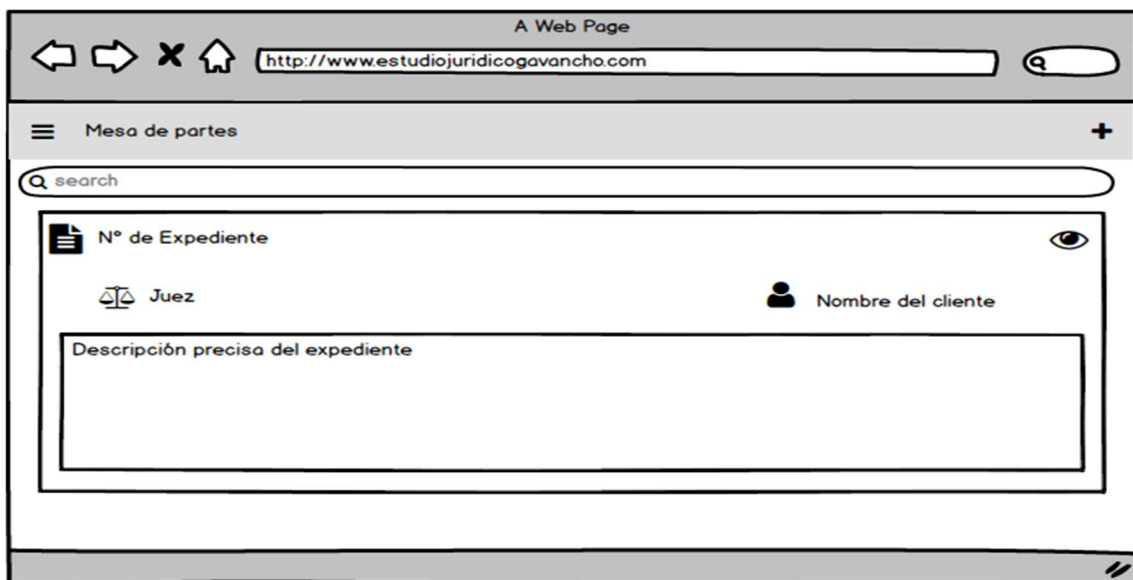 A Web Page
http://www.estudiojuridicogavancho.com
Mesa de partes
search
N° de Expediente
Juez
Nombre del cliente
Descripción precisa del expediente